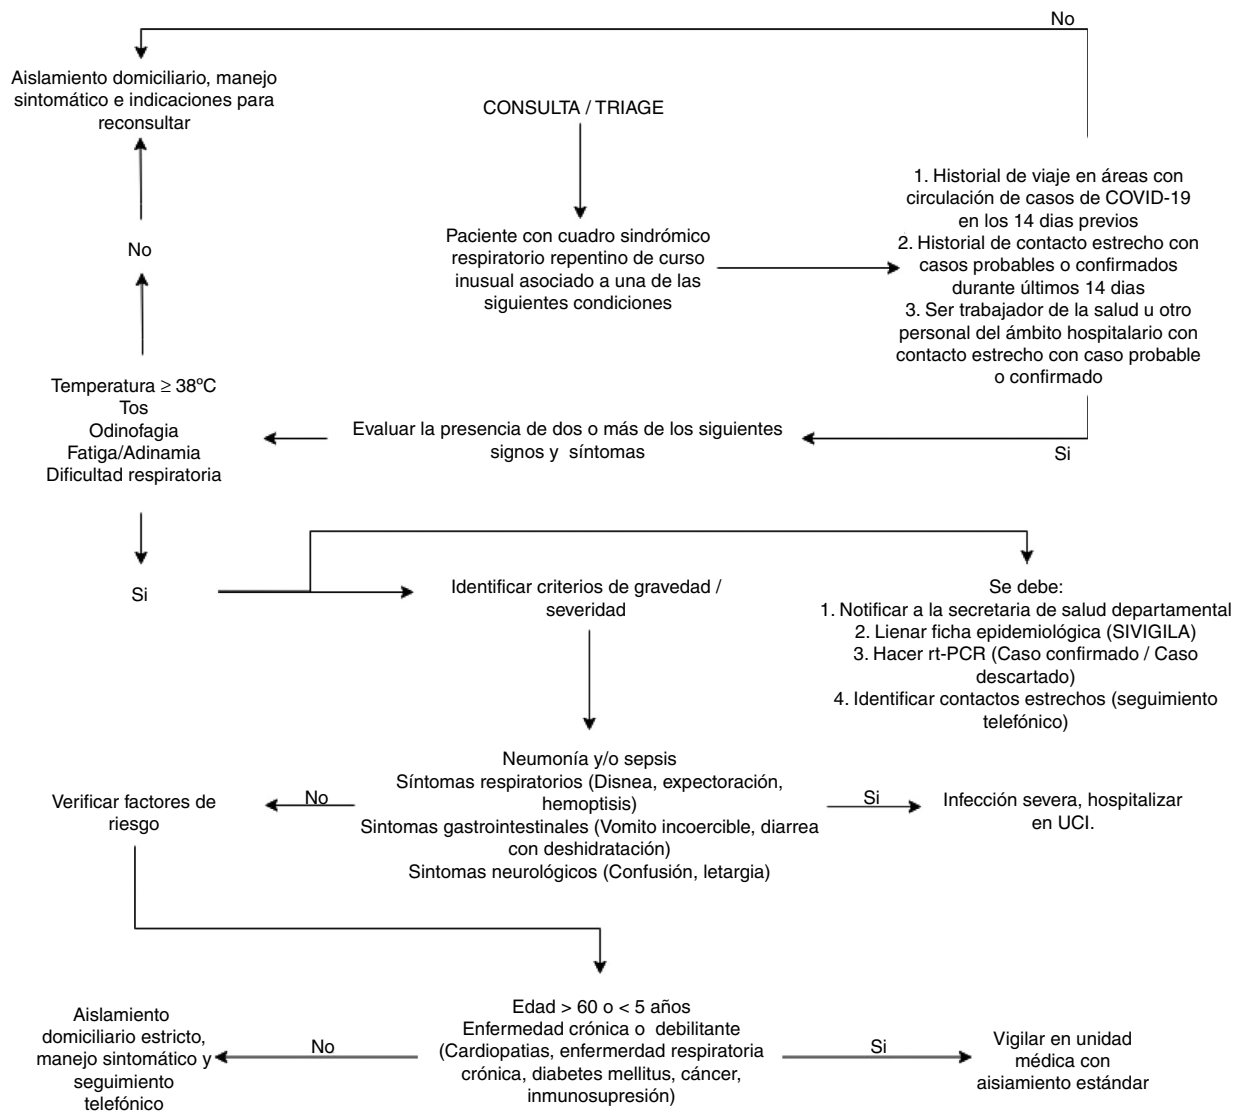 No
Aislamiento domiciliario, manejo
sintomático e indicaciones para
reconsultar
CONSULTA / TRIAGE
1. Historial de viaje en áreas con
circulación de casos de COVID-19
en los 14 dias previos
2. Historial de contacto estrecho con
casos probables o confirmados
durante últimos 14 dias
3. Ser trabajador de la salud u otro
personal del ámbito hospitalario con
contacto estrecho con caso probable
o confirmado
Paciente con cuadro sindrómico
respiratorio repentino de curso
inusual asociado a una de las
siguientes condiciones
No
Temperatura ≥ 38ºC
Tos
Odinofagia
Fatiga/Adinamia
Dificultad respiratoria
Evaluar la presencia de dos o más de los siguientes
signos y síntomas
Si
Si
Identificar criterios de gravedad /
severidad
Se debe:
1. Notificar a la secretaria de salud departamental
2. Lienar ficha epidemiológica (SIVIGILA)
3. Hacer rt-PCR (Caso confirmado / Caso
descartado)
4. Identificar contactos estrechos (seguimiento
telefónico)
Verificar factores de
riesgo
No
Neumonía y/o sepsis
Síntomas respiratorios (Disnea, expectoración,
hemoptisis)
Sintomas gastrointestinales (Vomito incoercible, diarrea
con deshidratación)
Sintomas neurológicos (Confusión, letargia)
Si
Infección severa, hospitalizar
en UCI.
Aislamiento
domiciliario estricto,
manejo sintomático y
seguimiento
telefónico
No
Edad > 60 o < 5 años
Enfermedad crónica o debilitante
(Cardiopatias, enfermerdad respiratoria
crónica, diabetes mellitus, cáncer,
inmunosupresión)
Si
Vigilar en unidad
médica con
aisiamiento estándar